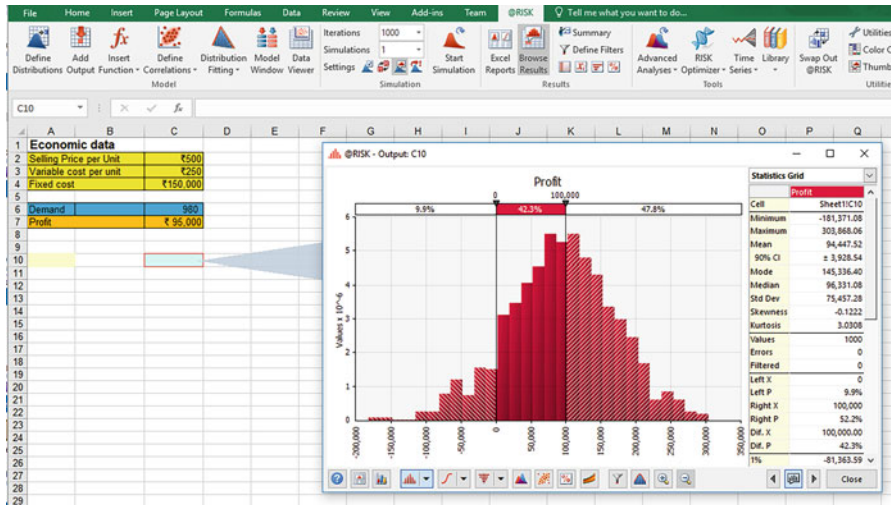 File Home Insert Page Layout Formulas Data Review View Add-ins Team @RISK Tell me what you want to do...
Define Distributions
Add Output
Insert Function
Define Correlations
Distribution Fitting
Model Window
Data Viewer
Model
Iterations 1000
Simulations 1
Settings
Start Simulation
Simulation
Excel Reports
Browse Results
Summary
Define Filters
Results
Advanced Analyses
RISK Optimizer
Time Series
Library
Tools
Swap Out @RISK
Utilities
Color C
Thumb
Utilitie
C10 fx
A B C D E F G H I J K L M N O P Q
1 Economic data
2 Selling Price per Unit ₹500
3 Variable cost per unit ₹250
4 Fixed cost ₹150,000
5
6 Demand 980
7 Profit ₹ 95,000
8
9
10
11
12
13
14
15
16
17
18
19
20
21
22
23
24
25
26
27
28
29
@RISK - Output: C10
Profit
0 100,000
9.9% 42.3% 47.8%
Values x 10^-6
6
5
4
3
2
1
0
-200,000 -150,000 -100,000 -50,000 0 50,000 100,000 150,000 200,000 250,000 300,000 350,000
Statistics Grid
Profit
Cell Sheet1!C10
Minimum -181,371.08
Maximum 303,868.06
Mean 94,447.52
90% CI ± 3,928.54
Mode 145,336.40
Median 96,331.08
Std Dev 75,457.28
Skewness -0.1222
Kurtosis 3.0308
Values 1000
Errors 0
Filtered 0
Left X 0
Left P 9.9%
Right X 100,000
Right P 52.2%
Dif. X 100,000.00
Dif. P 42.3%
1% -81,363.59
Close